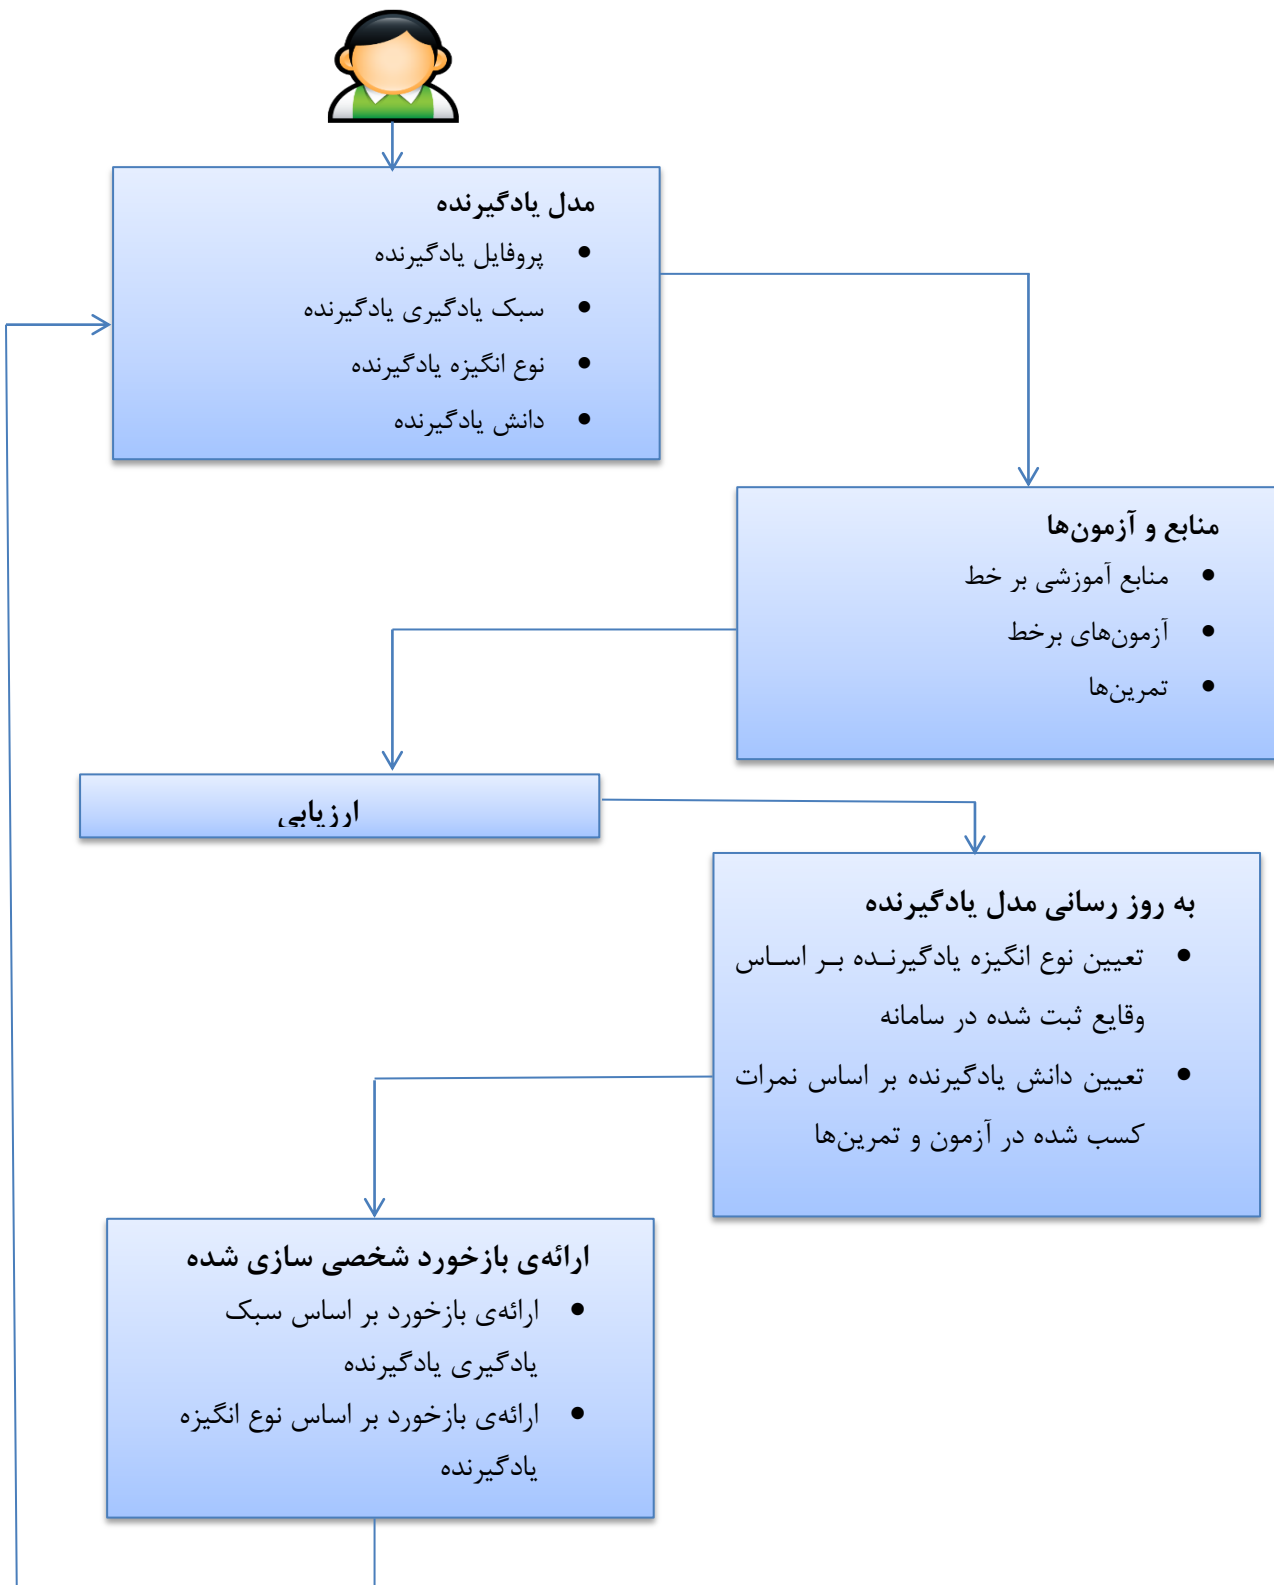 مدل یادگیرنده
• پروفایل یادگیرنده
• سبک یادگیری یادگیرنده
• نوع انگیزه یادگیرنده
• دانش یادگیرنده
منابع و آزمون‌ها
• منابع آموزشی بر خط
• آزمون‌های برخط
• تمرین‌ها
ارزیابی
به روز رسانی مدل یادگیرنده
• تعیین نوع انگیزه یادگیرنده بر اساس
وقایع ثبت شده در سامانه
• تعیین دانش یادگیرنده بر اساس نمرات
کسب شده در آزمون و تمرین‌ها
ارائه‌ی بازخورد شخصی سازی شده
• ارائه‌ی بازخورد بر اساس سبک
یادگیری یادگیرنده
• ارائه‌ی بازخورد بر اساس نوع انگیزه
یادگیرنده